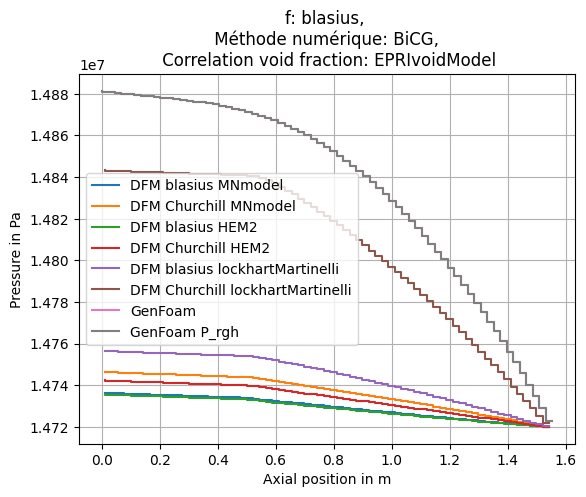 f: blasius,
Méthode numérique: BiCG,
Correlation void fraction: EPRIvoidModel
1e7
1.488
1.486
1.484
1.482
1.480
1.478
1.476
1.474
1.472
Pressure in Pa
DFM blasius MNmodel
DFM Churchill MNmodel
DFM blasius HEM2
DFM Churchill HEM2
DFM blasius lockhartMartinelli
DFM Churchill lockhartMartinelli
GenFoam
GenFoam P_rgh
0.0 0.2 0.4 0.6 0.8 1.0 1.2 1.4 1.6
Axial position in m